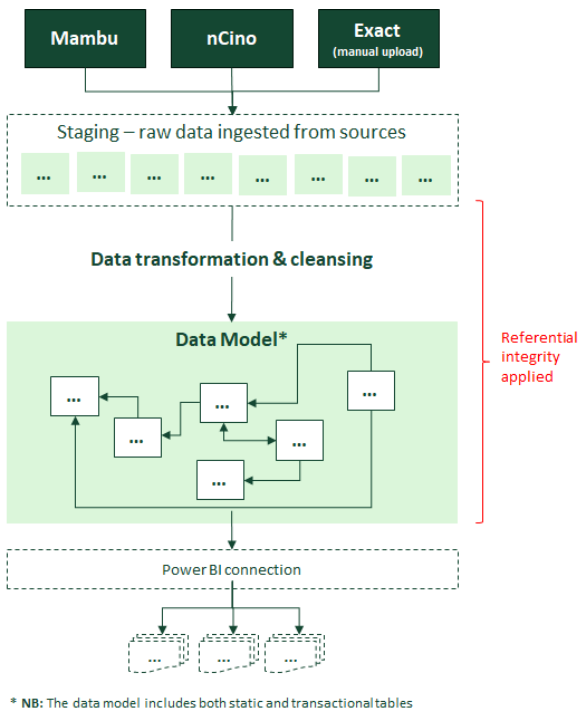 Mambu
nCino
Exact
(manual upload)
Staging – raw data ingested from sources
... ... ... ... ... ... ... ...
Data transformation & cleansing
Referential
integrity
applied
Data Model*
...
...
...
...
...
...
Power BI connection
... ... ...
* NB: The data model includes both static and transactional tables